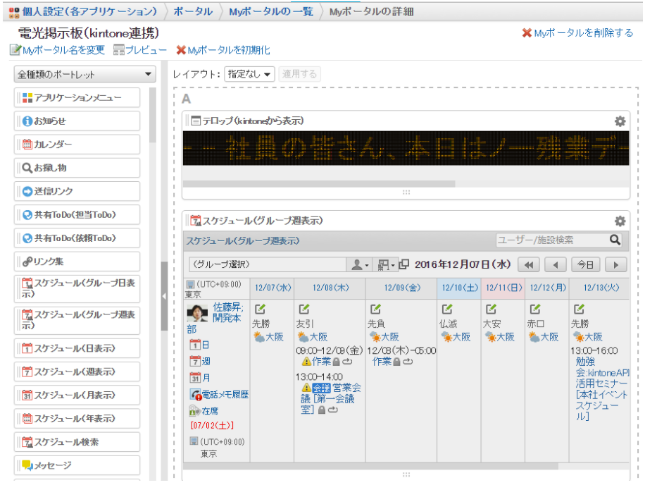 個人設定(各アプリケーション) 〉 ポータル 〉 Myポータルの一覧 〉 Myポータルの詳細
電光掲示板(kintone連携)
Myポータルを削除する
Myポータル名を変更 プレビュー Myポータルを初期化
全種類のポートレット
レイアウト: 指定なし 適用する
A
アプリケーションメニュー
お知らせ
カレンダー
お探し物
送信リンク
共有ToDo(担当ToDo)
共有ToDo(依頼ToDo)
リンク集
スケジュール(グループ日表
示)
スケジュール(グループ週表
示)
スケジュール(日表示)
スケジュール(週表示)
スケジュール(月表示)
スケジュール(年表示)
スケジュール検索
メッセージ
テロップ(kintoneから表示)
-- 社員の皆さん、本日はノー残業デー
スケジュール(グループ週表示)
スケジュール(グループ週表示)
ユーザー/施設検索
(グループ選択)
2016年12月07日(水)
今日
(UTC+09:00)
東京
12/07(水) 12/08(木) 12/09(金) 12/10(土) 12/11(日) 12/12(月) 12/13(火)
佐藤昇;
開発本
部
日
週
月
電話メモ履歴
在席
[07/02(土)]
(UTC+09:00)
東京
先勝
大阪
友引
大阪
09:00-12/09(金)
作業
13:00-14:00
会議 営業会
議 [第一会議
室]
先負
大阪
12/08(木)-05:00
作業
仏滅
大阪
大安
大阪
赤口
大阪
先勝
大阪
13:00-16:00
勉強
会:kintoneAPI
活用セミナー
[本社イベント
スケジュー
ル]